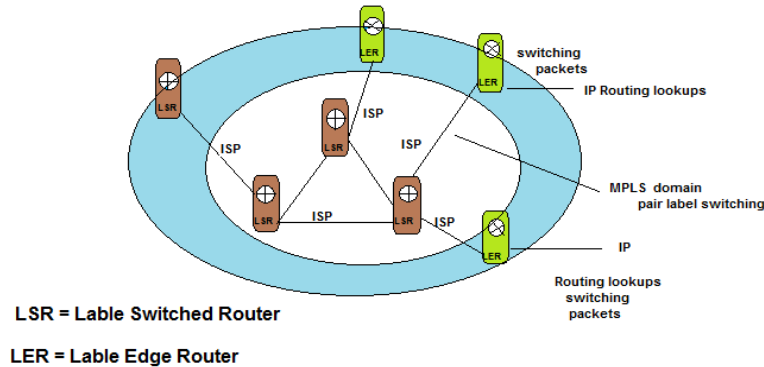 LER
switching
packets
LER
IP Routing lookups
LSR
ISP
ISP
ISP
LSR
MPLS domain
pair label switching
LSR
ISP
LSR
ISP
LER
IP
Routing lookups
switching
packets
LSR = Lable Switched Router
LER = Lable Edge Router